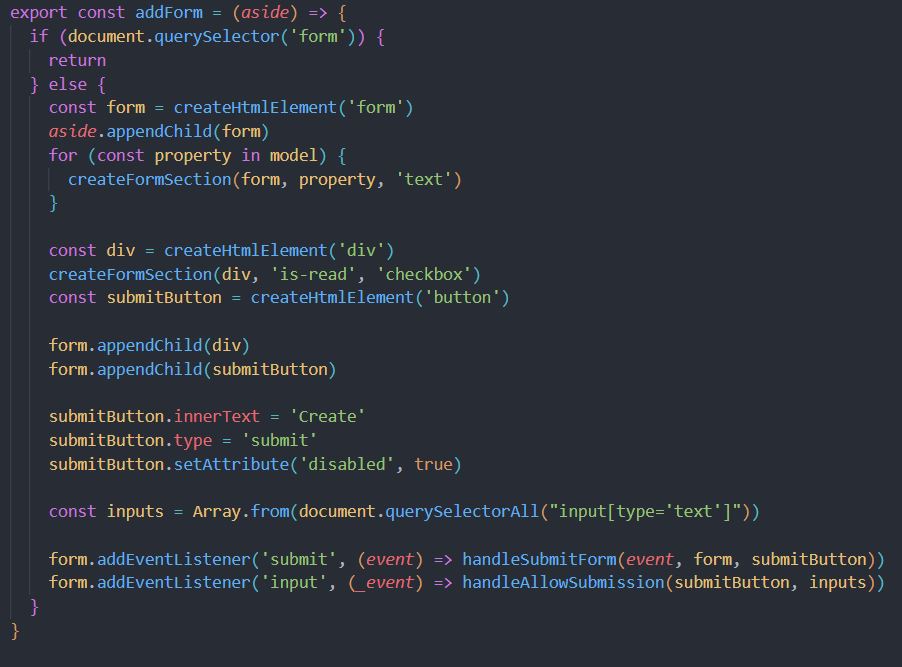 export const addForm = (aside) => {
  if (document.querySelector('form')) {
    return
  } else {
    const form = createHtmlElement('form')
    aside.appendChild(form)
    for (const property in model) {
      createFormSection(form, property, 'text')
    }

    const div = createHtmlElement('div')
    createFormSection(div, 'is-read', 'checkbox')
    const submitButton = createHtmlElement('button')

    form.appendChild(div)
    form.appendChild(submitButton)

    submitButton.innerText = 'Create'
    submitButton.type = 'submit'
    submitButton.setAttribute('disabled', true)

    const inputs = Array.from(document.querySelectorAll("input[type='text']"))

    form.addEventListener('submit', (event) => handleSubmitForm(event, form, submitButton))
    form.addEventListener('input', (_event) => handleAllowSubmission(submitButton, inputs))
  }
}